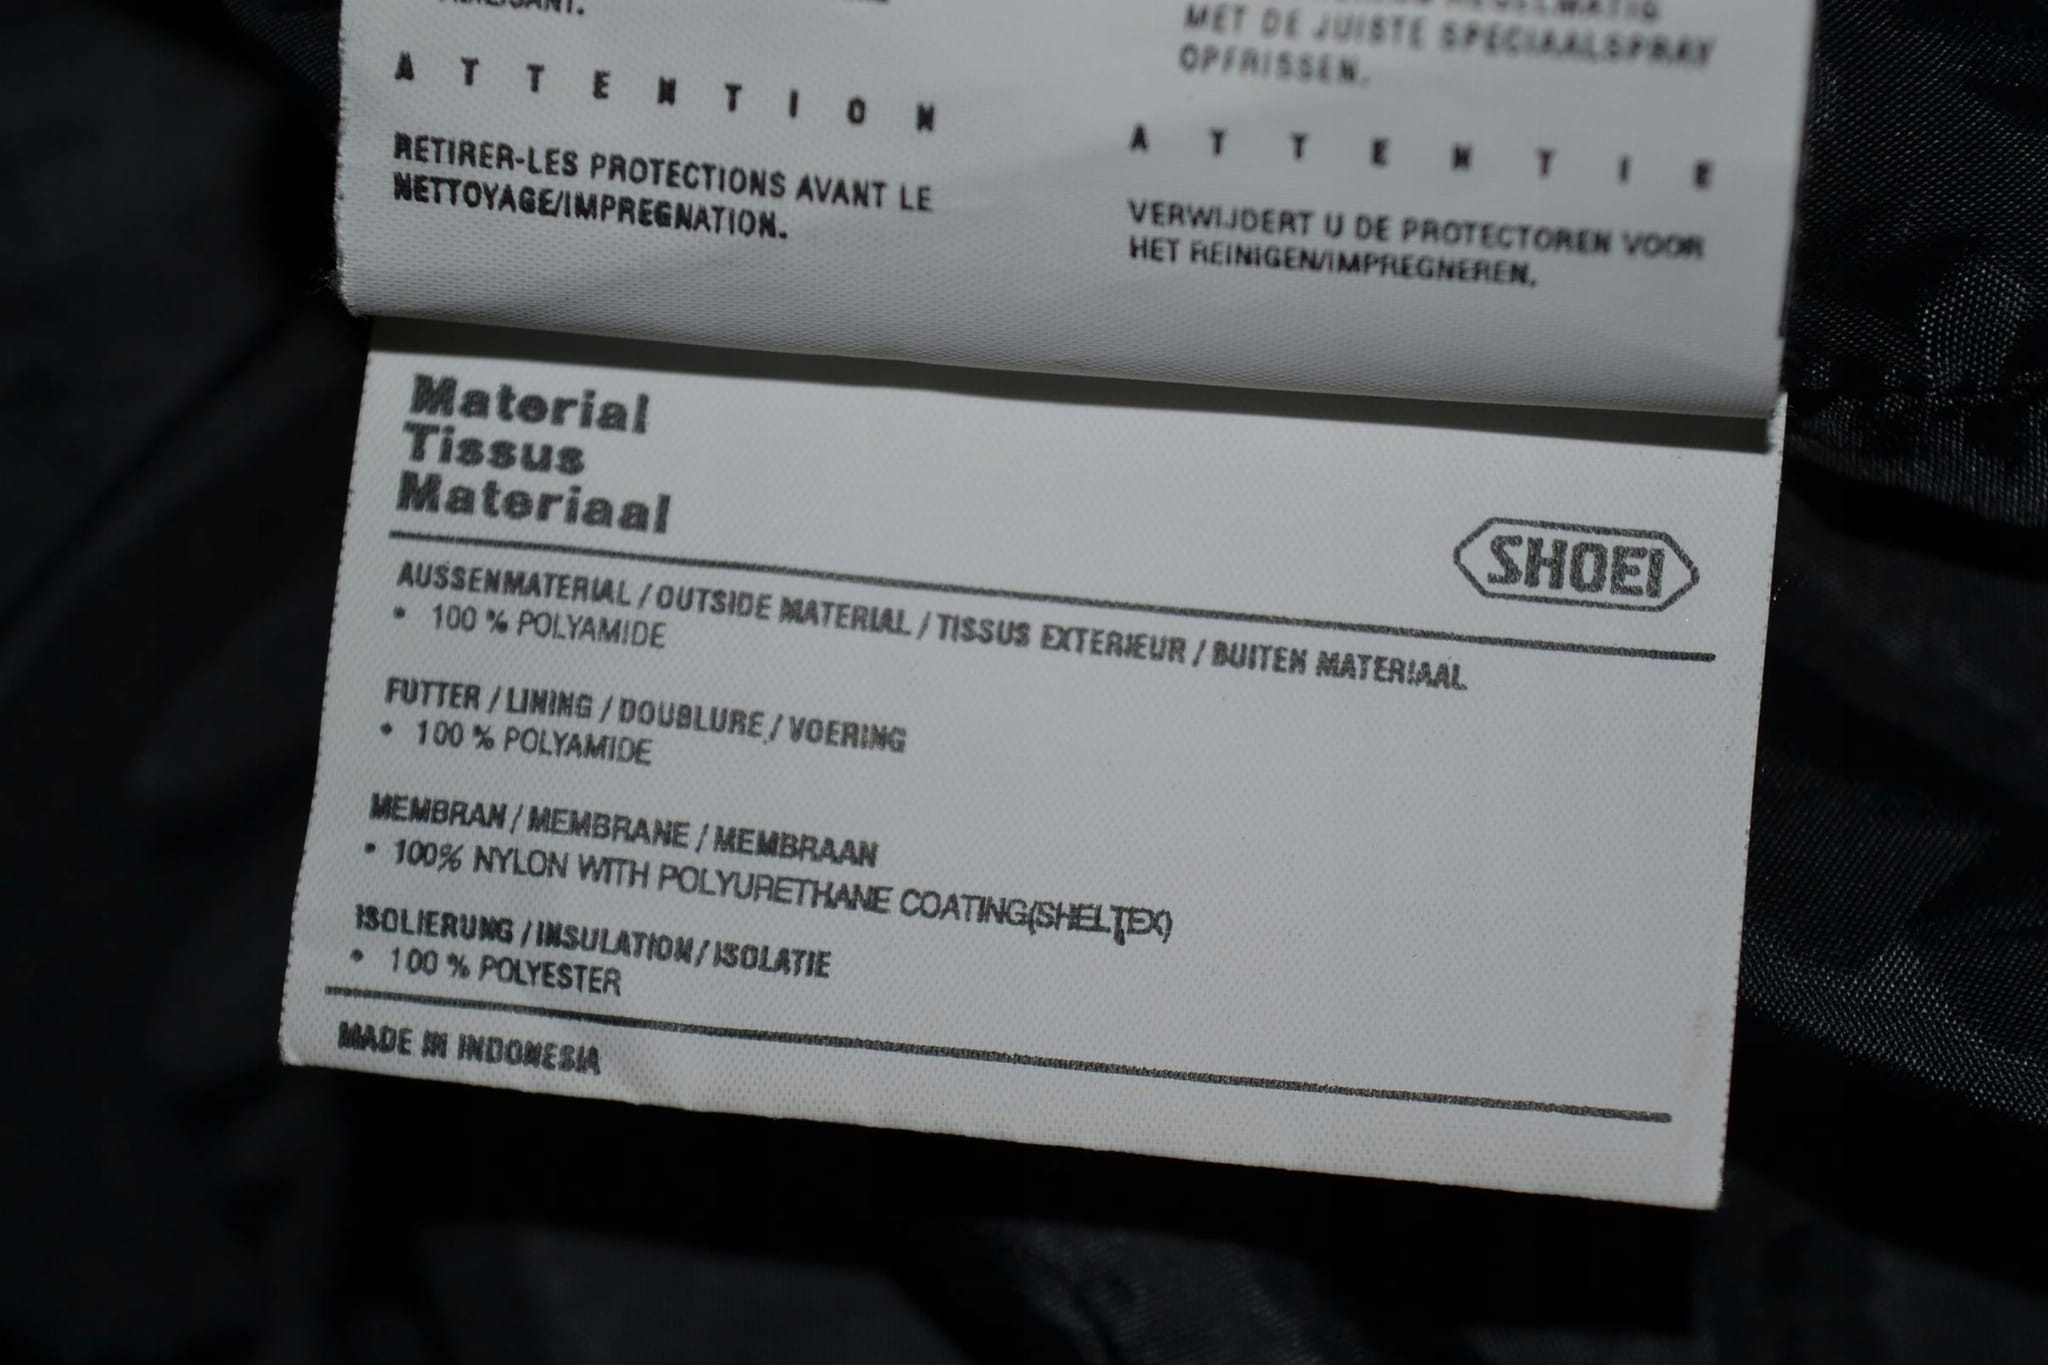 MET DE JUISTE SPECIAALSPRAY
OPFRISSEN.
A T T E N T I O N
RETIRER-LES PROTECTIONS AVANT LE
NETTOYAGE/IMPREGNATION.
A T T E N T I E
VERWIJDERT U DE PROTECTOREN VOOR
HET REINIGEN/IMPREGNEREN.
Material
Tissus
Materiaal
SHOEI
AUSSENMATERIAL / OUTSIDE MATERIAL / TISSUS EXTERIEUR / BUITEN MATERIAAL
• 100 % POLYAMIDE
FUTTER / LINING / DOUBLURE / VOERING
• 100 % POLYAMIDE
MEMBRAN / MEMBRANE / MEMBRAAN
• 100% NYLON WITH POLYURETHANE COATING(SHELTEX)
ISOLIERUNG / INSULATION / ISOLATIE
• 100 % POLYESTER
MADE IN INDONESIA